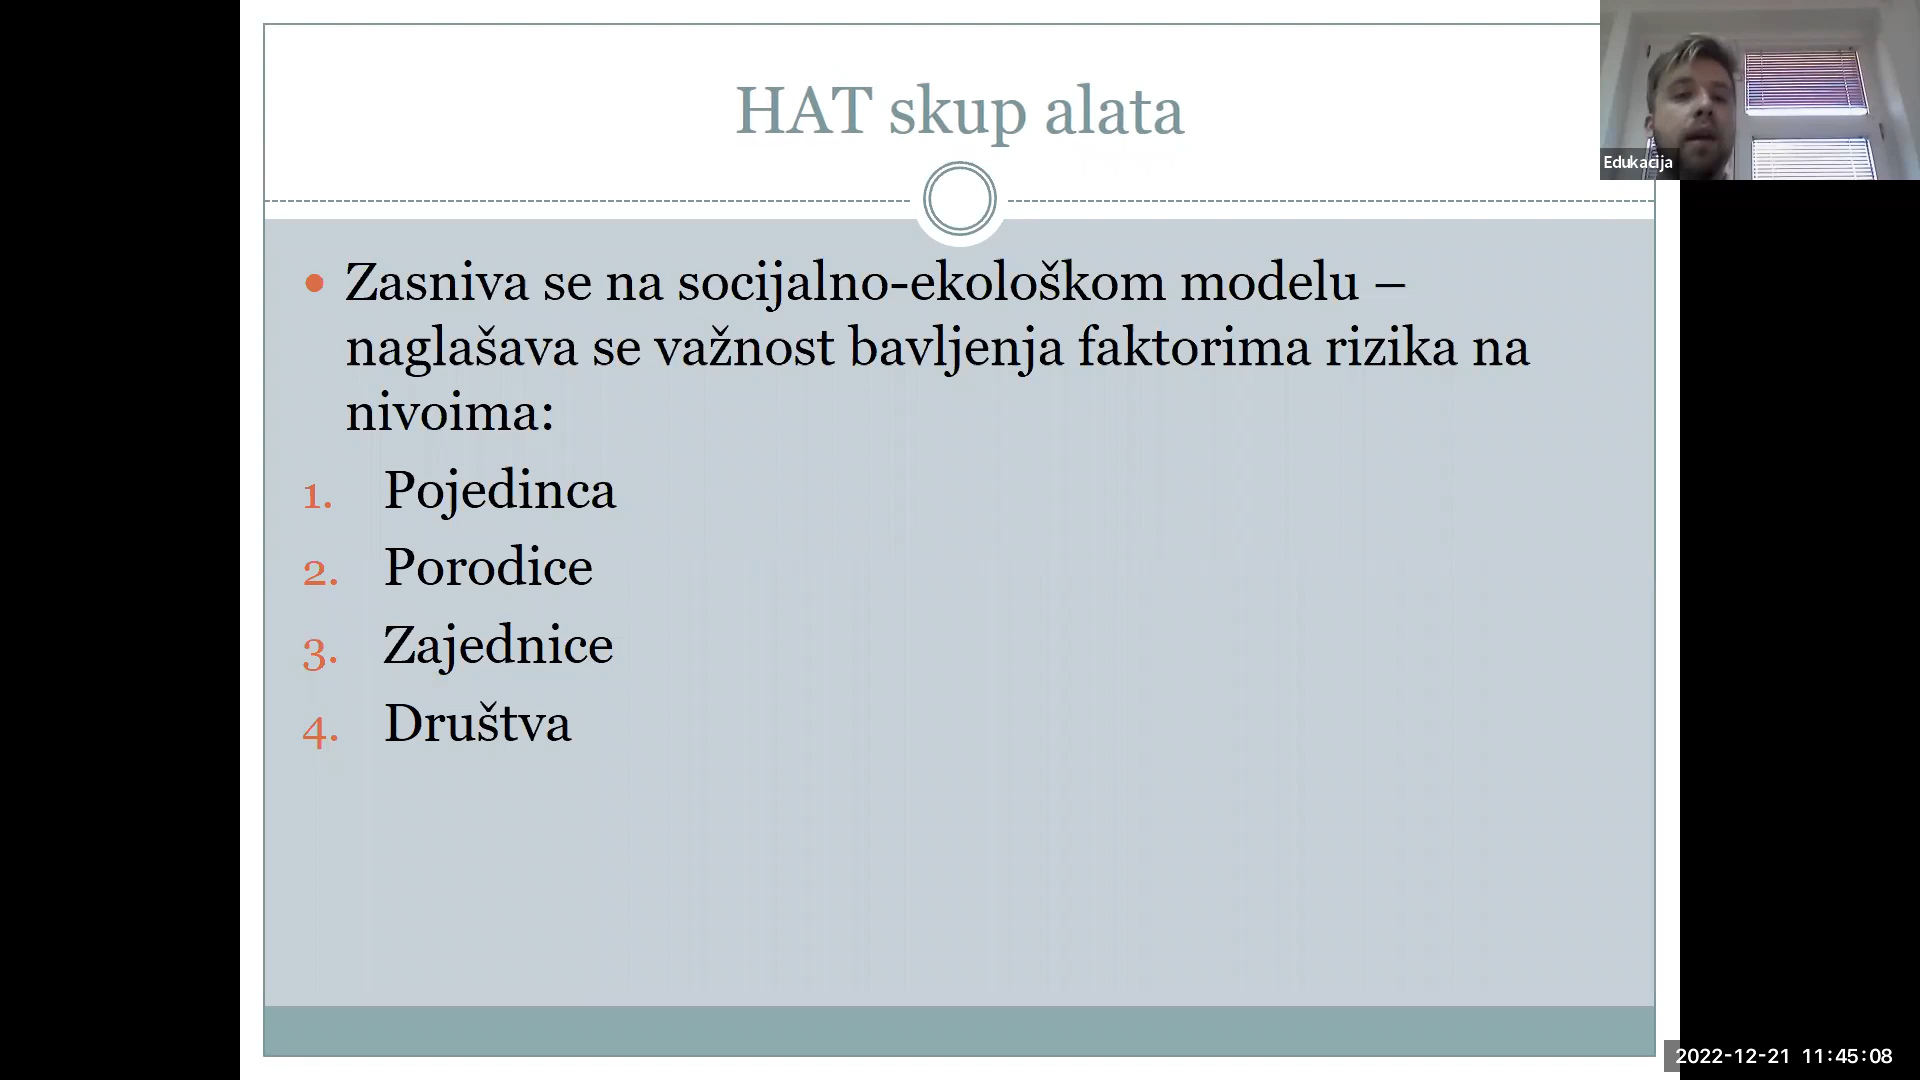 HAT skup alata
Edukacija
Zasniva se na socijalno-ekološkom modelu –
naglašava se važnost bavljenja faktorima rizika na
nivoima:
1. Pojedinca
2. Porodice
3. Zajednice
4. Društva
2022-12-21 11:45:08